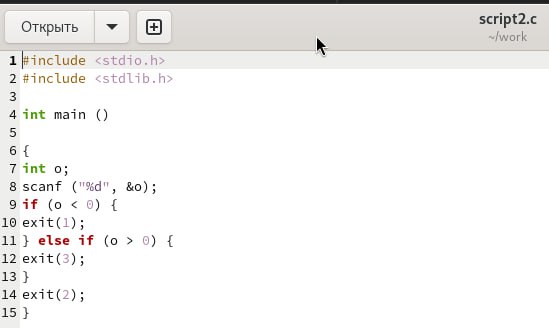 Открыть
script2.c
~/work
1 #include <stdio.h>
2 #include <stdlib.h>
3
4 int main ()
5
6 {
7 int o;
8 scanf ("%d", &o);
9 if (o < 0) {
10 exit(1);
11 } else if (o > 0) {
12 exit(3);
13 }
14 exit(2);
15 }